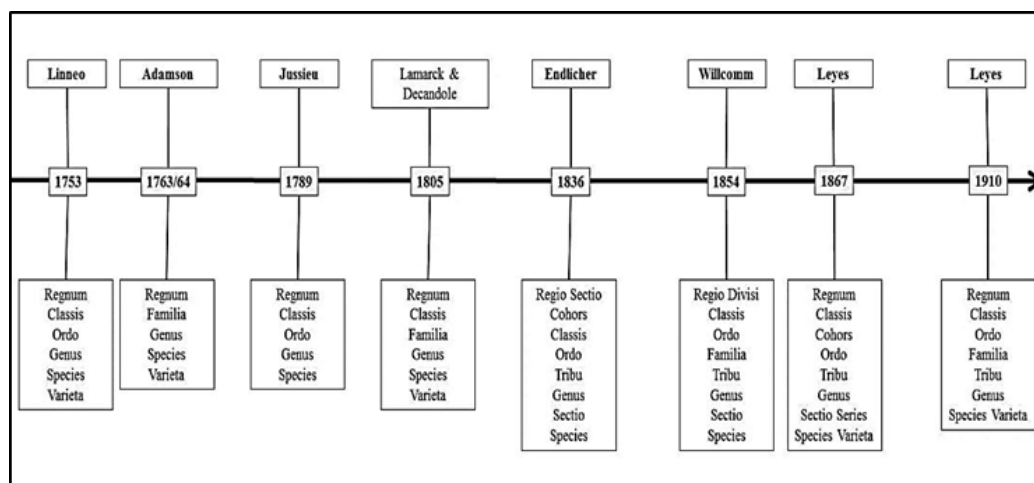 Linneo
Adamson
Jussieu
Lamarck &
Decandole
Endlicher
Willcomm
Leyes
Leyes
1753
1763/64
1789
1805
1836
1854
1867
1910
Regnum
Classis
Ordo
Genus
Species
Varieta
Regnum
Familia
Genus
Species
Varieta
Regnum
Classis
Ordo
Genus
Species
Regnum
Classis
Familia
Genus
Species
Varieta
Regio Sectio
Cohors
Classis
Ordo
Tribu
Genus
Sectio
Species
Regio Divisi
Classis
Ordo
Familia
Tribu
Genus
Sectio
Species
Regnum
Classis
Cohors
Ordo
Tribu
Genus
Sectio Series
Species Varieta
Regnum
Classis
Ordo
Familia
Tribu
Genus
Species Varieta